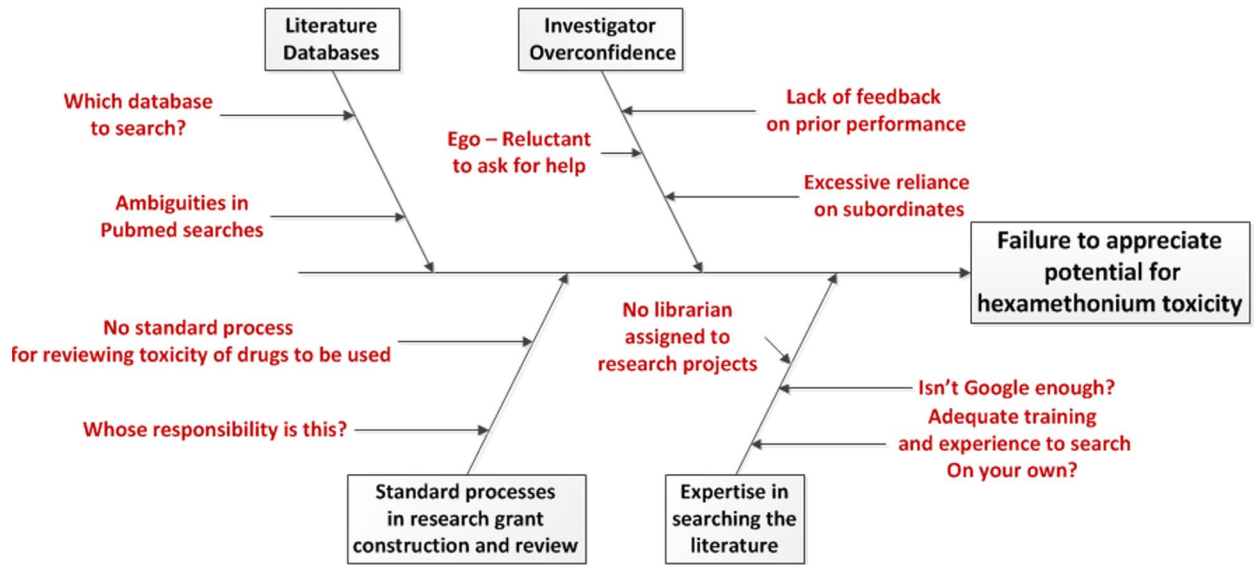 Literature
Databases
Investigator
Overconfidence
Which database
to search?
Lack of feedback
on prior performance
Ego – Reluctant
to ask for help
Ambiguities in
Pubmed searches
Excessive reliance
on subordinates
Failure to appreciate
potential for
hexamethonium toxicity
No standard process
for reviewing toxicity of drugs to be used
No librarian
assigned to
research projects
Whose responsibility is this?
Isn't Google enough?
Adequate training
and experience to search
On your own?
Standard processes
in research grant
construction and review
Expertise in
searching the
literature